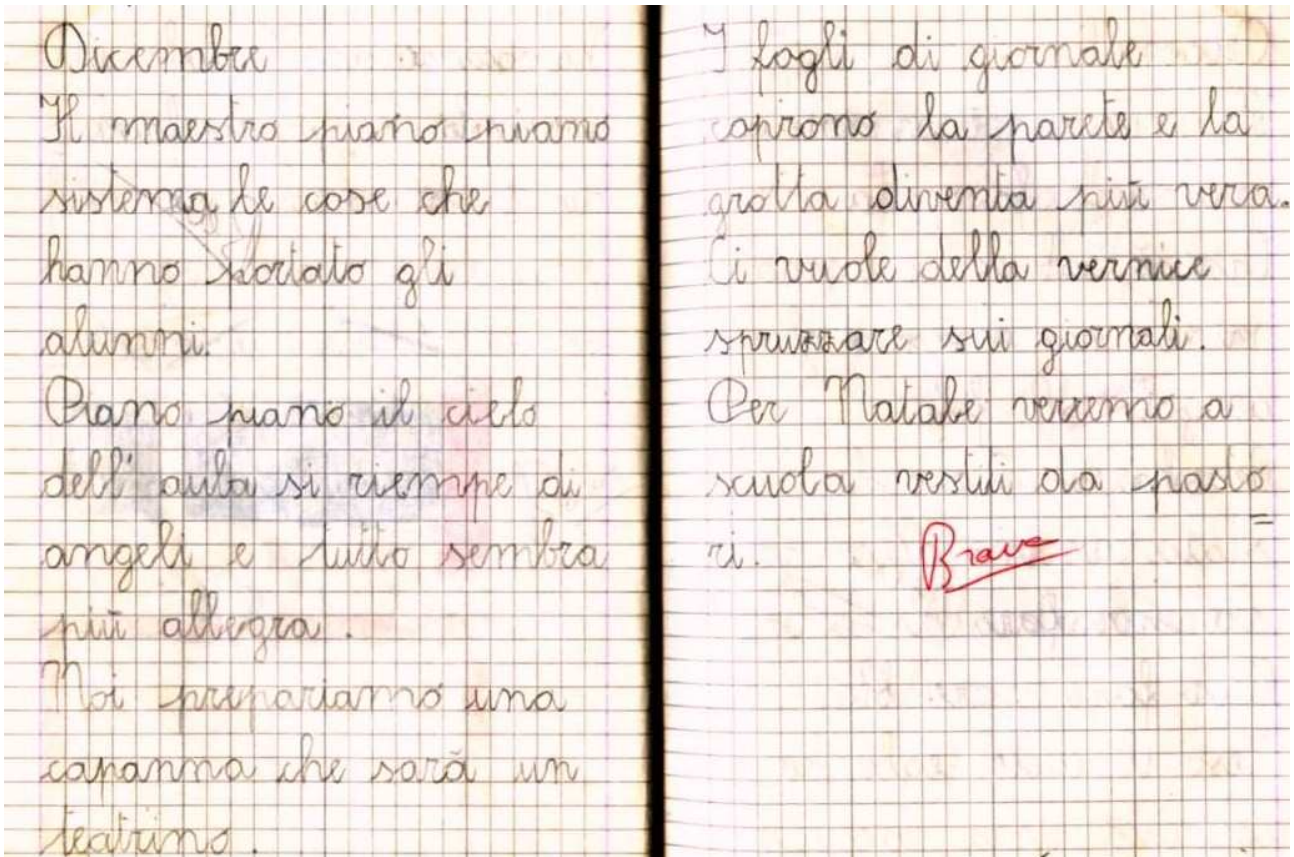 Dicembre
Il maestro piano piano
sistema le cose che
hanno portato gli
alunni.
Piano piano il cielo
dell'aula si riempe di
angeli e tutto sembra
più allegra.
Noi prepariamo una
capanna che sarà un
teatrino.
I fogli di giornale
coprono la parete e la
grotta diventa più vera.
Ci vuole della vernice
spruzzare sui giornali.
Per Natale verremo a
scuola vestiti da pasto=
ri. Brava